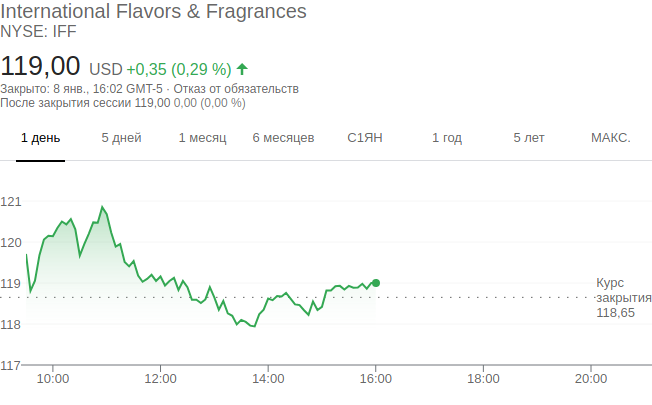 International Flavors & Fragrances
NYSE: IFF
119,00 USD +0,35 (0,29 %)
Закрыто: 8 янв., 16:02 GMT-5 · Отказ от обязательств
После закрытия сессии 119,00 0,00 (0,00 %)
1 день 5 дней 1 месяц 6 месяцев С1ЯН 1 год 5 лет МАКС.
121
120
119
118
117
Курс
закрытия
118,65
10:00 12:00 14:00 16:00 18:00 20:00